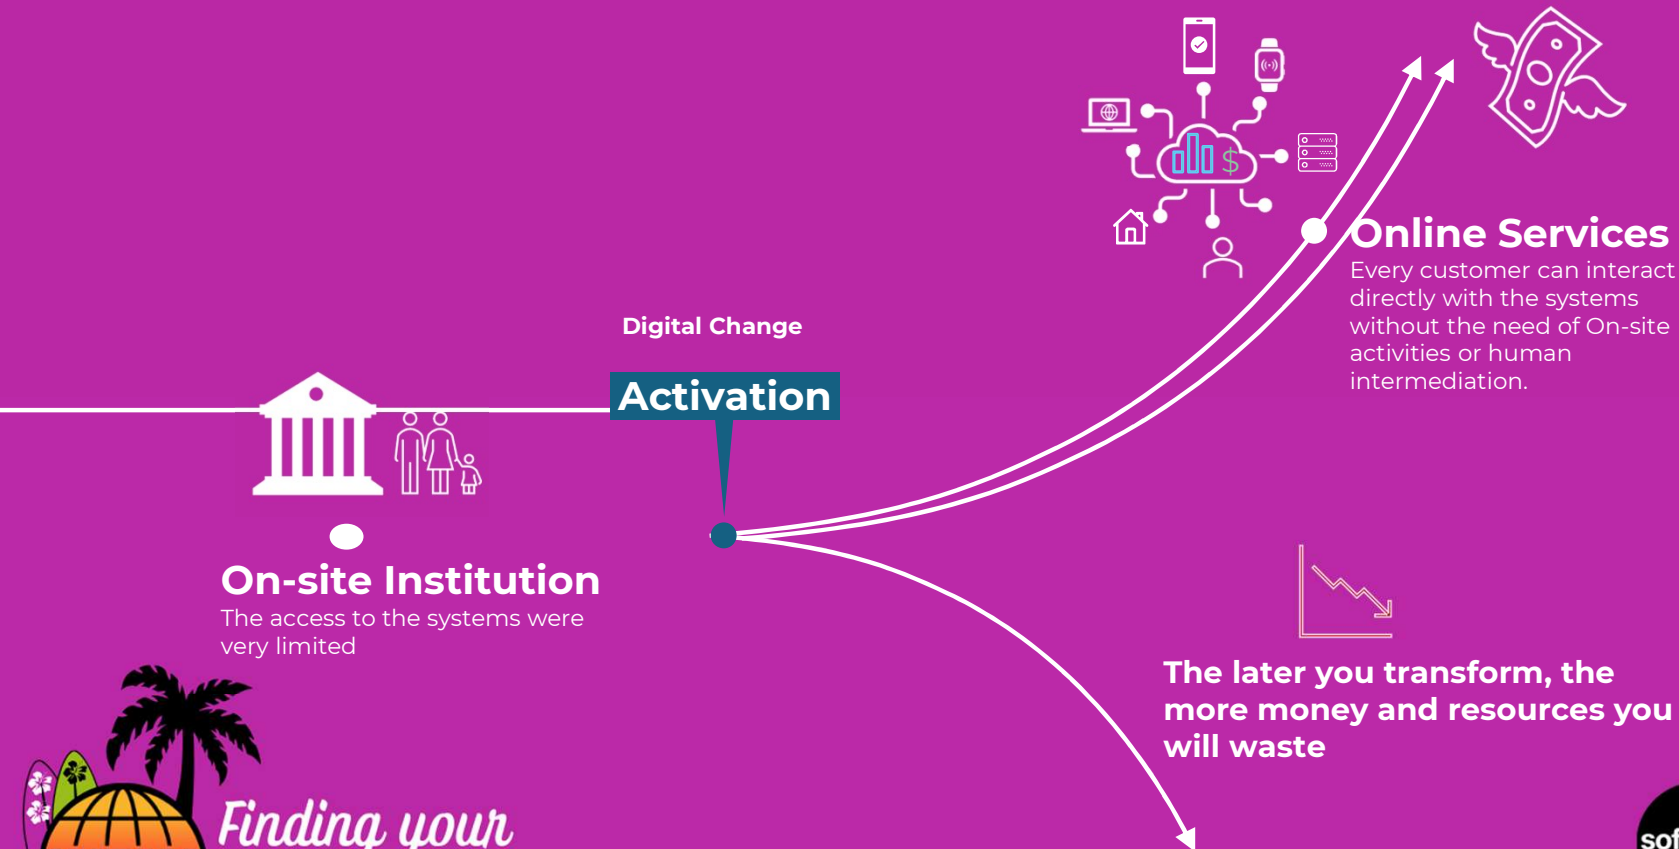 Digital Change
Activation
On-site Institution
The access to the systems were
very limited
Online Services
Every customer can interact
directly with the systems
without the need of On-site
activities or human
intermediation.
$
The later you transform, the
more money and resources you
will waste
Finding your